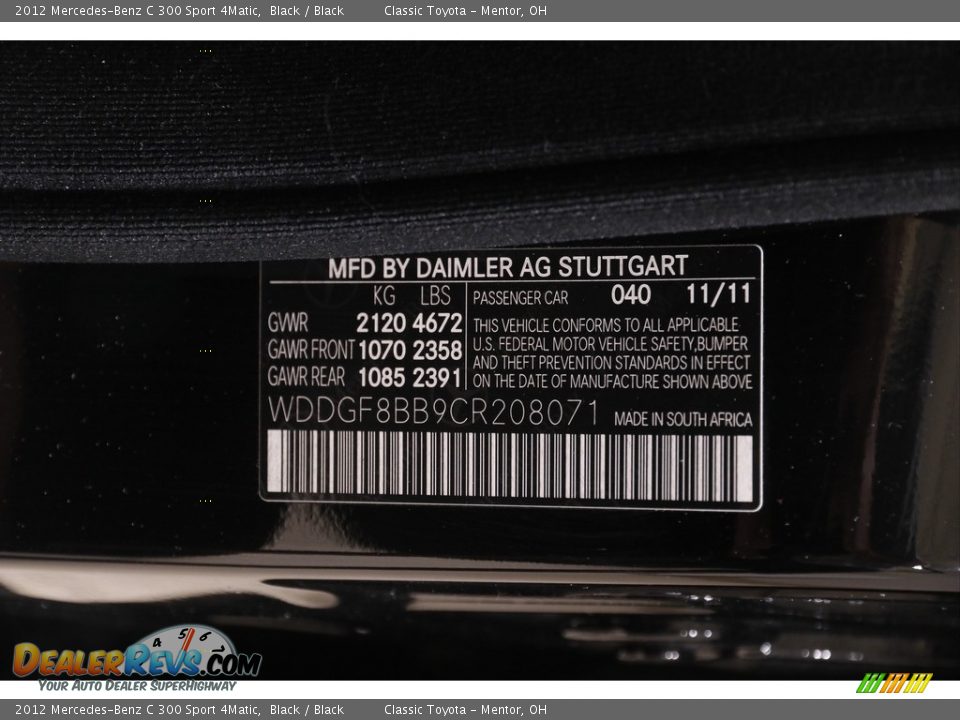 2012 Mercedes-Benz C 300 Sport 4Matic, Black / Black Classic Toyota - Mentor, OH
MFD BY DAIMLER AG STUTTGART
KG LBS
GVWR 2120 4672
GAWR FRONT 1070 2358
GAWR REAR 1085 2391
PASSENGER CAR 040 11/11
THIS VEHICLE CONFORMS TO ALL APPLICABLE
U.S. FEDERAL MOTOR VEHICLE SAFETY,BUMPER
AND THEFT PREVENTION STANDARDS IN EFFECT
ON THE DATE OF MANUFACTURE SHOWN ABOVE
WDDGF8BB9CR208071 MADE IN SOUTH AFRICA
4 5 6
DEALERREVS.COM
YOUR AUTO DEALER SUPERHIGHWAY
2012 Mercedes-Benz C 300 Sport 4Matic, Black / Black Classic Toyota - Mentor, OH